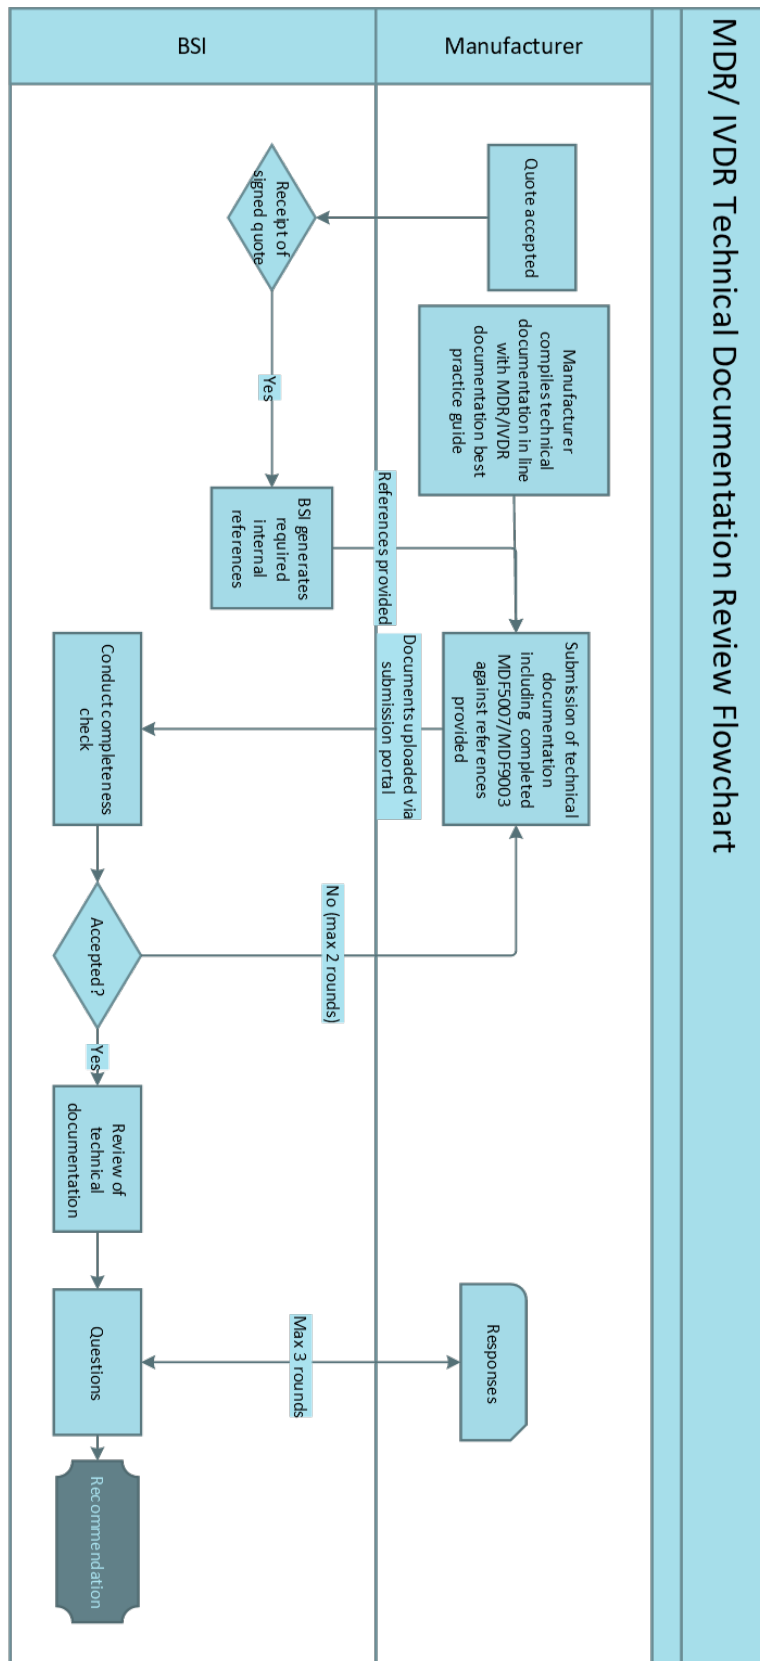 MDR/ IVDR Technical Documentation Review Flowchart
Manufacturer
BSI
Quote accepted
Receipt of
signed quote
Manufacturer
compiles technical
documentation in line
with MDR/IVDR
documentation best
practice guide
Yes
BSI generates
required
internal
references
References provided
Submission of technical
documentation
including completed
MDF5007/MDF9003
against references
provided
Documents uploaded via
submission portal
Conduct completeness
check
Accepted?
No (max 2 rounds)
Yes
Review of
technical
documentation
Questions
Max 3 rounds
Responses
Recommendation